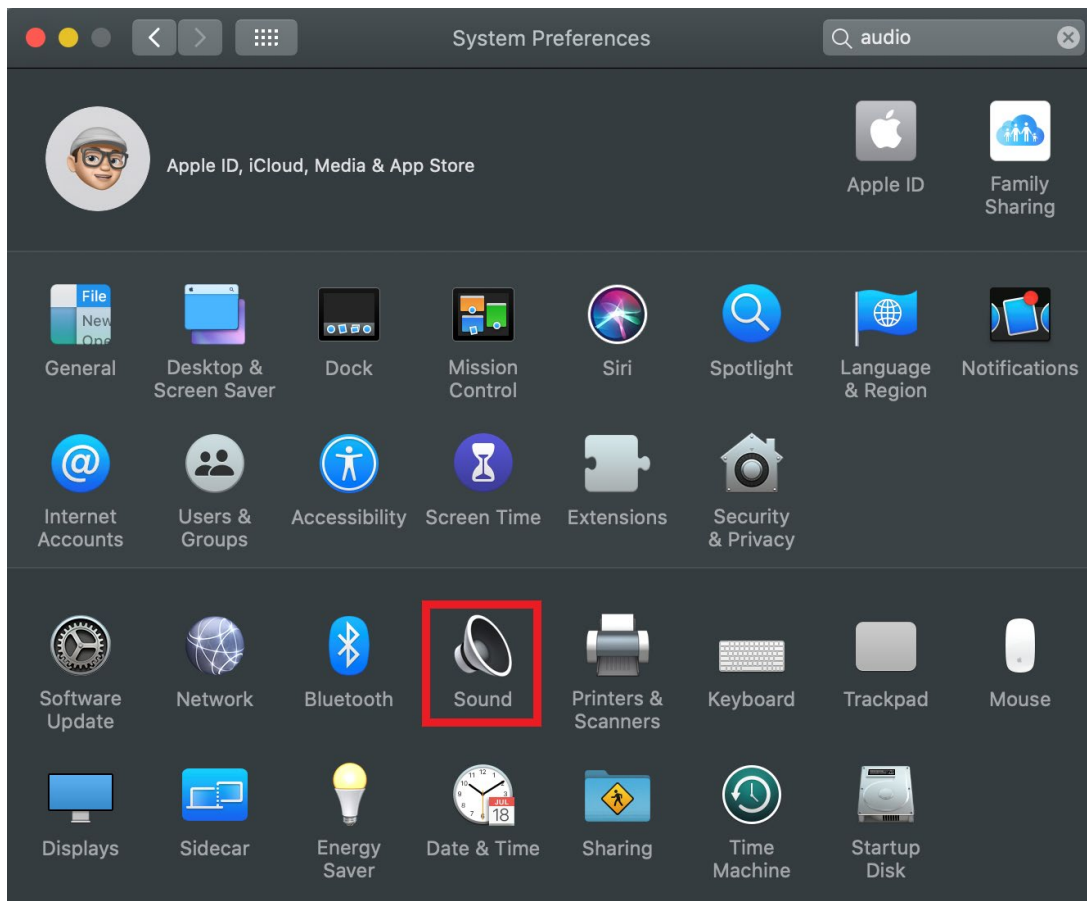 System Preferences
audio
Apple ID, iCloud, Media & App Store
Apple ID
Family
Sharing
File
New
Ope
General
Desktop &
Screen Saver
Dock
Mission
Control
Siri
Spotlight
Language
& Region
Notifications
Internet
Accounts
Users &
Groups
Accessibility
Screen Time
Extensions
Security
& Privacy
Software
Update
Network
Bluetooth
Sound
Printers &
Scanners
Keyboard
Trackpad
Mouse
Displays
Sidecar
Energy
Saver
JUL
18
Date & Time
Sharing
Time
Machine
Startup
Disk